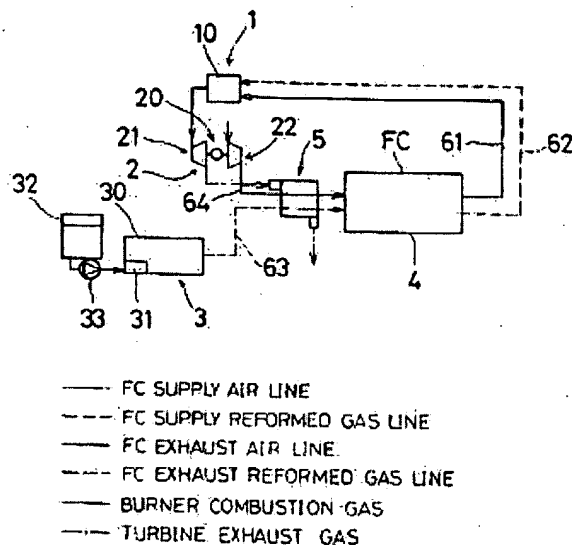 1
10
20
21
22
2
5
FC
61
62
32
30
64
63
4
33
31
3
FC SUPPLY AIR LINE
FC SUPPLY REFORMED GAS LINE
FC EXHAUST AIR LINE.
FC EXHAUST REFORMED GAS LINE
BURNER COMBUSTION GAS
TURBINE EXHAUST GAS